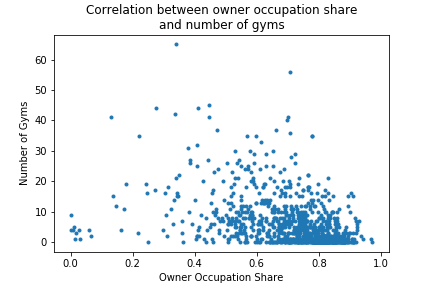 Correlation between owner occupation share
and number of gyms
Number of Gyms
60
50
40
30
20
10
0
0.0 0.2 0.4 0.6 0.8 1.0
Owner Occupation Share